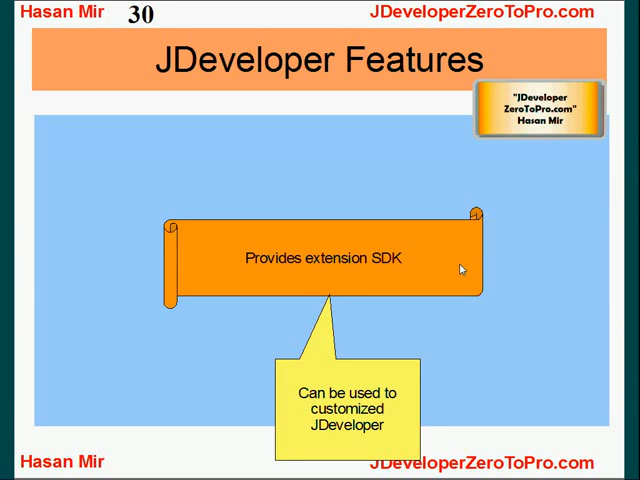 Hasan Mir 30 JDeveloperZeroToPro.com
JDeveloper Features
"JDeveloper
ZeroToPro.com"
Hasan Mir
Provides extension SDK
Can be used to
customized
JDeveloper
Hasan Mir JDeveloperZeroToPro.com